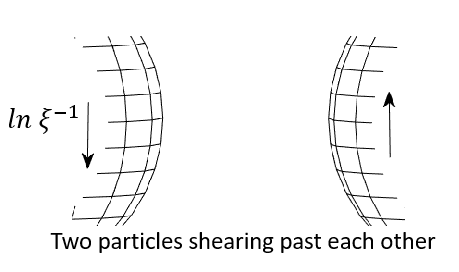 ln ξ⁻¹
Two particles shearing past each other